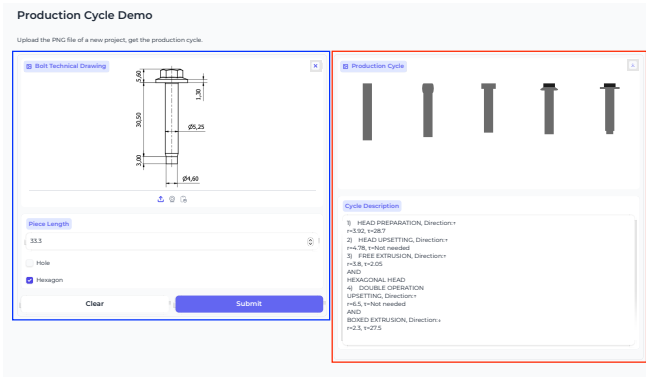 Production Cycle Demo
Upload the PNG file of a new project, get the production cycle.
Bolt Technical Drawing
5,60
1,30
30,50
Ø5,25
3,00
Ø4,60
Piece Length
33.3
Hole
Hexagon
Clear
Submit
Production Cycle
Cycle Description
1) HEAD PREPARATION, Direction:+
r=3.92, t=28.7
2) HEAD UPSETTING, Direction:+
r=4.78, t=Not needed
3) FREE EXTRUSION, Direction:+
r=3.8, t=2.05
AND
HEXAGONAL HEAD
4) DOUBLE OPERATION
UPSETTING, Direction:+
r=6.5, t=Not needed
AND
BOXED EXTRUSION, Direction:+
r=2.3, t=27.5